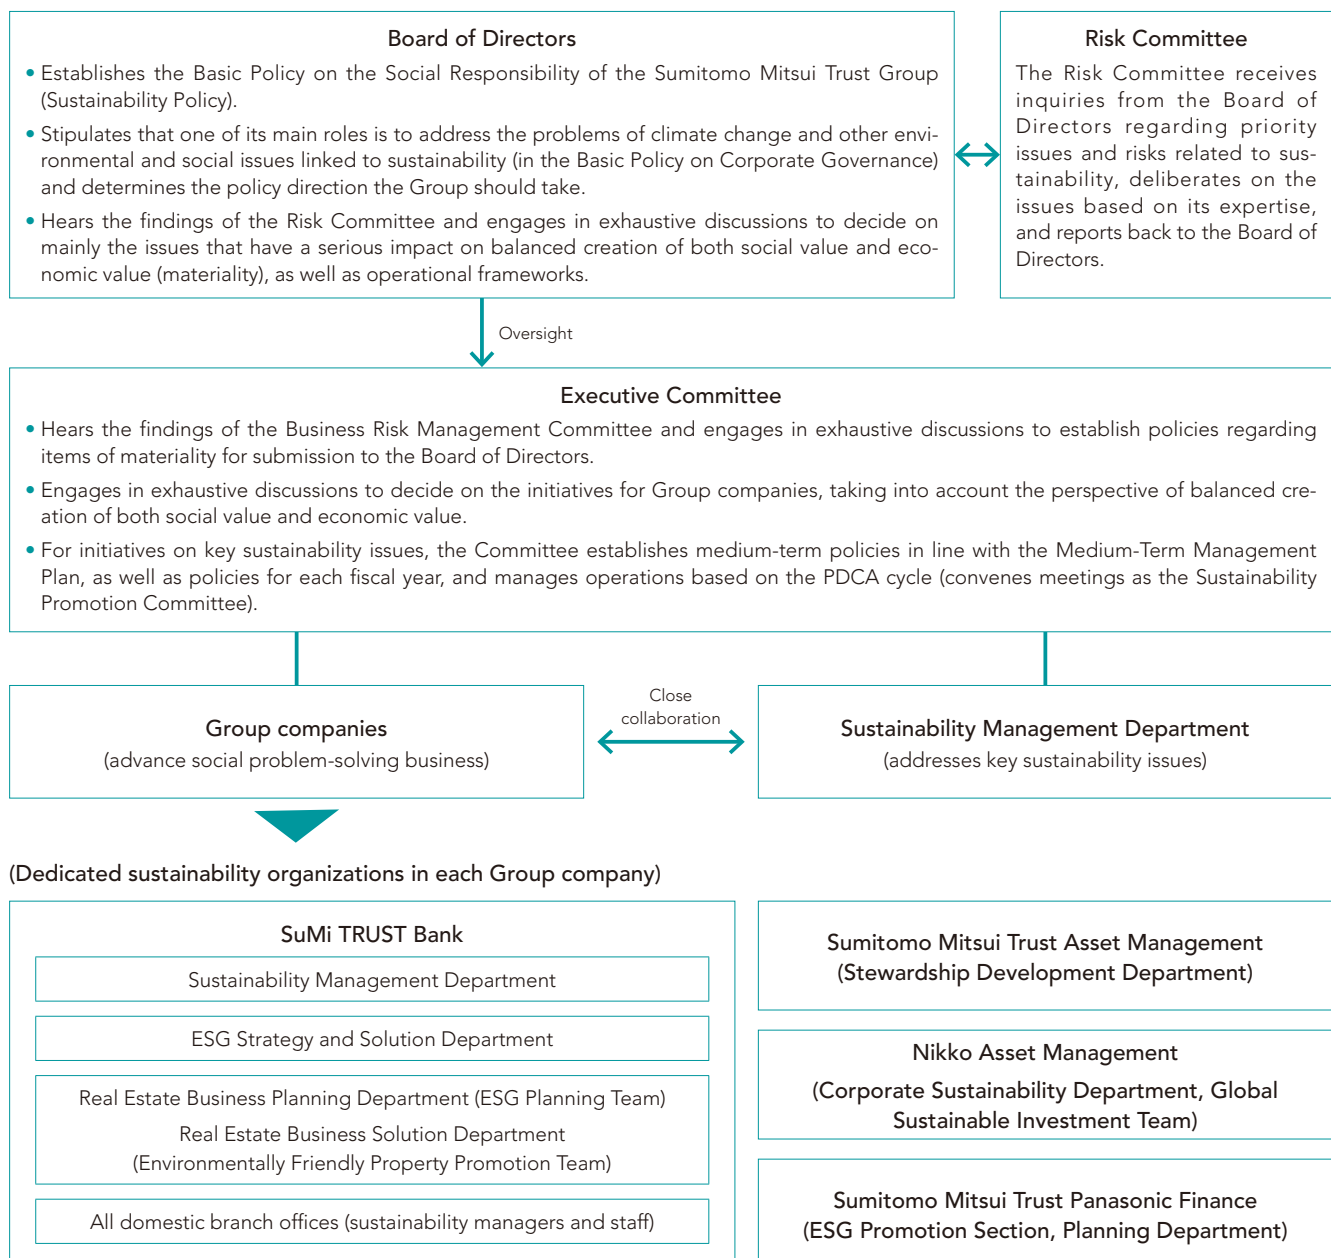 Board of Directors
• Establishes the Basic Policy on the Social Responsibility of the Sumitomo Mitsui Trust Group
(Sustainability Policy).
• Stipulates that one of its main roles is to address the problems of climate change and other envi-
ronmental and social issues linked to sustainability (in the Basic Policy on Corporate Governance)
and determines the policy direction the Group should take.
• Hears the findings of the Risk Committee and engages in exhaustive discussions to decide on
mainly the issues that have a serious impact on balanced creation of both social value and eco-
nomic value (materiality), as well as operational frameworks.
Risk Committee
The Risk Committee receives
inquiries from the Board of
Directors regarding priority
issues and risks related to sus-
tainability, deliberates on the
issues based on its expertise,
and reports back to the Board of
Directors.
Oversight
Executive Committee
• Hears the findings of the Business Risk Management Committee and engages in exhaustive discussions to establish policies regarding
items of materiality for submission to the Board of Directors.
• Engages in exhaustive discussions to decide on the initiatives for Group companies, taking into account the perspective of balanced cre-
ation of both social value and economic value.
• For initiatives on key sustainability issues, the Committee establishes medium-term policies in line with the Medium-Term Management
Plan, as well as policies for each fiscal year, and manages operations based on the PDCA cycle (convenes meetings as the Sustainability
Promotion Committee).
Group companies
(advance social problem-solving business)
Close
collaboration
Sustainability Management Department
(addresses key sustainability issues)
(Dedicated sustainability organizations in each Group company)
SuMi TRUST Bank
Sustainability Management Department
ESG Strategy and Solution Department
Real Estate Business Planning Department (ESG Planning Team)
Real Estate Business Solution Department
(Environmentally Friendly Property Promotion Team)
All domestic branch offices (sustainability managers and staff)
Sumitomo Mitsui Trust Asset Management
(Stewardship Development Department)
Nikko Asset Management
(Corporate Sustainability Department, Global
Sustainable Investment Team)
Sumitomo Mitsui Trust Panasonic Finance
(ESG Promotion Section, Planning Department)